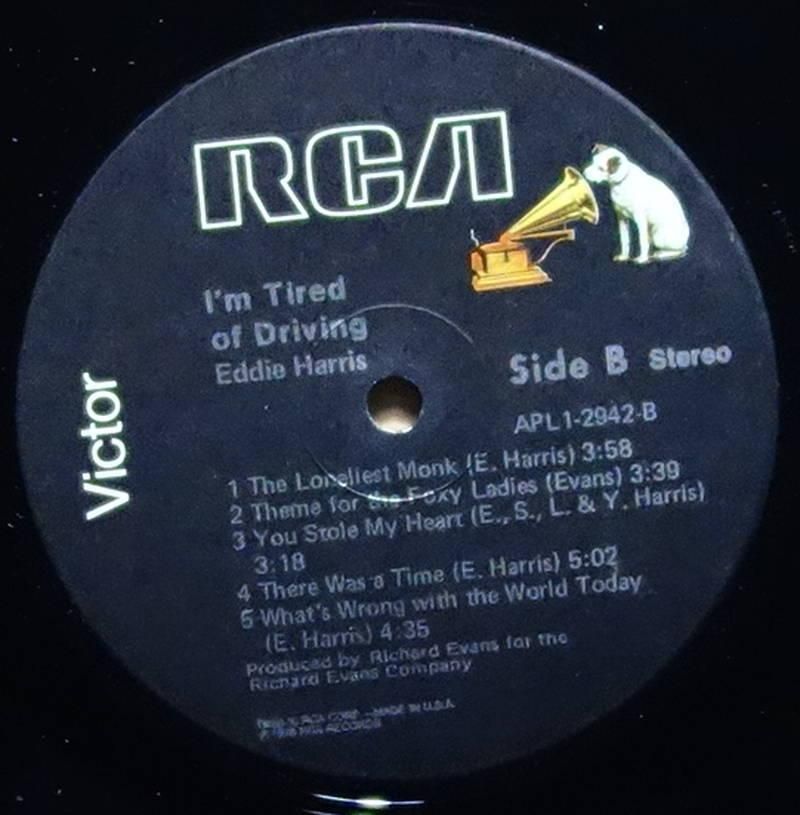 RCA
I'm Tired
of Driving
Eddie Harris
Side B Stereo
APL1-2942-B
Victor
1 The Loneliest Monk (E. Harris) 3:58
2 Theme for the Foxy Ladies (Evans) 3:39
3 You Stole My Heart (E., S., L. & Y. Harris)
3:18
4 There Was a Time (E. Harris) 5:02
5 What's Wrong with the World Today
(E. Harris) 4:35
Produced by Richard Evans for the
Richard Evans Company
RCA CORP. —MADE IN U.S.A.
RECORDS